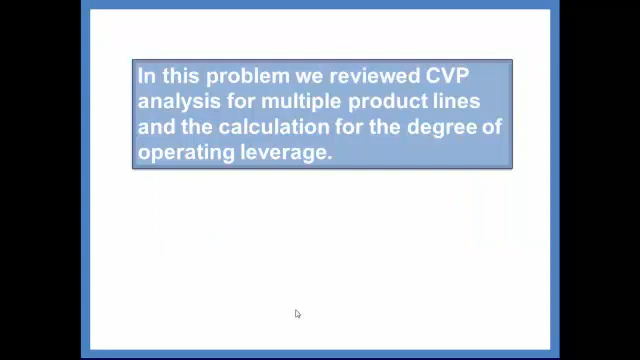 In this problem we reviewed CVP
analysis for multiple product lines
and the calculation for the degree of
operating leverage.